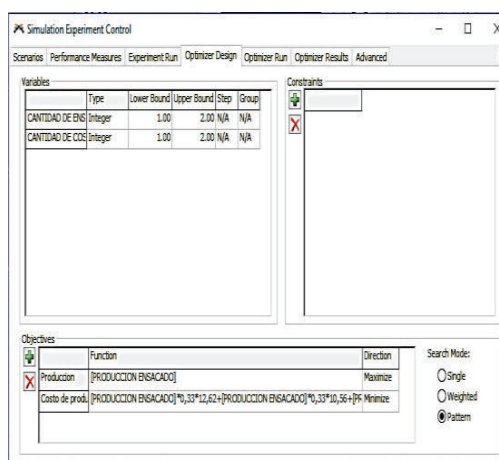 Simulation Experiment Control
Scenarios Performance Measures Experiment Run Optimizer Design Optimizer Run Optimizer Results Advanced
Variables
Type Lower Bound Upper Bound Step Group
CANTIDAD DE ENS Integer 1.00 2.00 N/A N/A
CANTIDAD DE COS Integer 1.00 2.00 N/A N/A
Constraints
Objectives
Function Direction
Produccion [PRODUCCION ENSACADO] Maximize
Costo de produ [PRODUCCION ENSACADO]*0,33*12,62+[PRODUCCION ENSACADO]*0,33*10,56+[PR Minimize
Search Mode:
Single
Weighted
Pattern